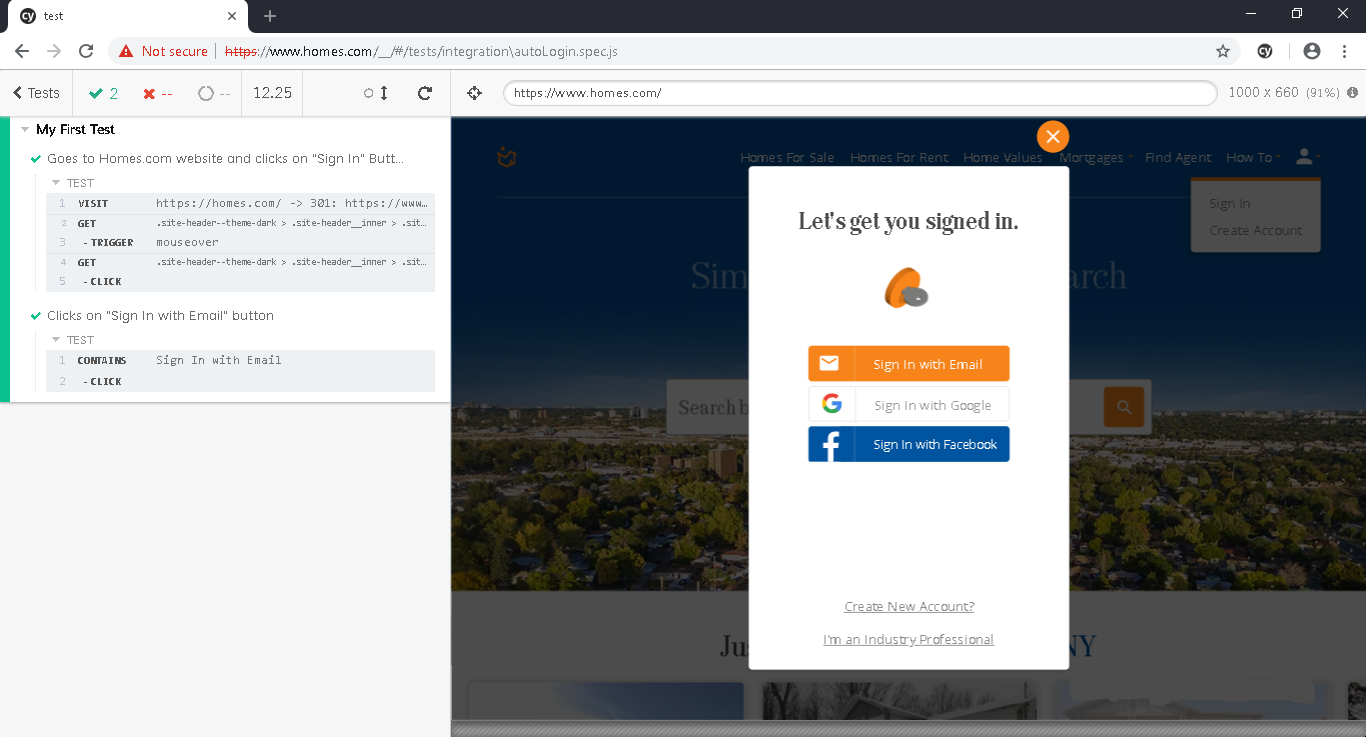 cy test
Not secure https://www.homes.com/__/#/tests/integration\autoLogin.spec.js cy
Tests 2 -- -- 12.25 https://www.homes.com/ 1000 x 660 (91%)
My First Test
Goes to Homes.com website and clicks on "Sign In" Butt...
TEST
1 VISIT https://homes.com/ -> 301: https://www...
2 GET .site-header--theme-dark > .site-header__inner > .sit...
3 - TRIGGER mouseover
4 GET .site-header--theme-dark > .site-header__inner > .sit...
5 - CLICK
Clicks on "Sign In with Email" button
TEST
1 CONTAINS Sign In with Email
2 - CLICK
Homes For Sale Homes For Rent Home Values Mortgages Find Agent How To
Sign In
Create Account
Sim arch
Search b
Let's get you signed in.
Sign In with Email
Sign In with Google
Sign In with Facebook
Create New Account?
I'm an Industry Professional
Jus NY